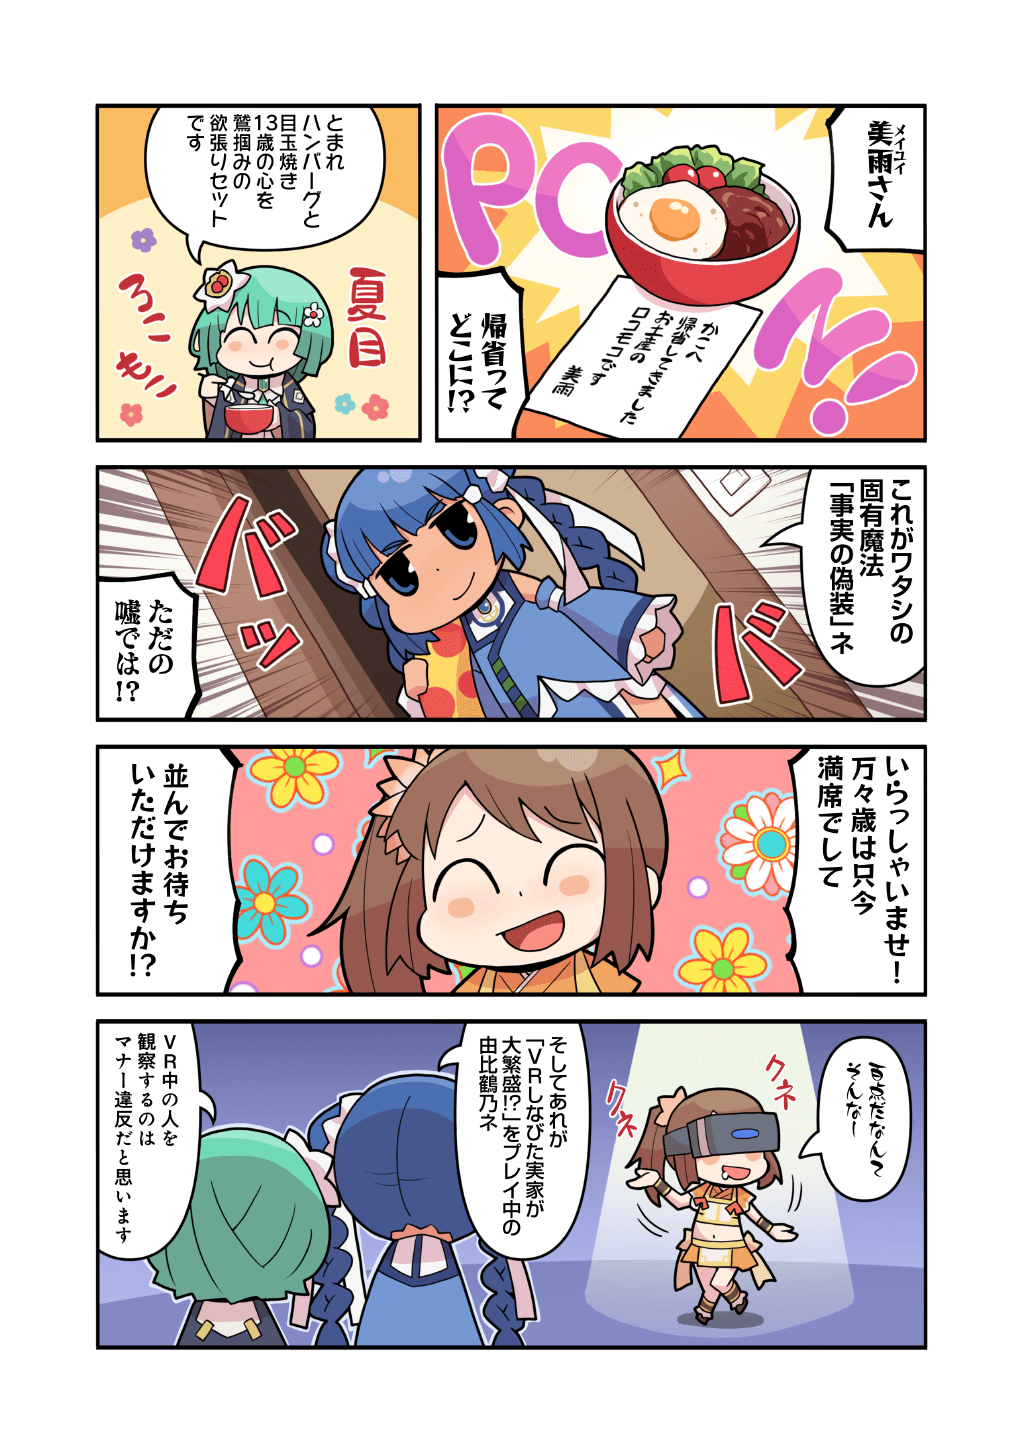 美雨さん
メイユイ
PON!
かこへ
帰省してきました
お土産の
ロコモコです
美雨
帰省って
どこに!?
とまれ
ハンバーグと
目玉焼き
13歳の心を
鷲掴みの
欲張りセット
です
夏目
ろこもこ
これがワタシの
固有魔法
「事実の偽装」ネ
バッ
バ
ただの
嘘では!?
いらっしゃいませ!
万々歳は只今
満席でして
並んでお待ち
いただけますか!?
百点だなんて
そんなー
クネ
クネ
そしてあれが
「VRしなびた実家が
大繁盛!?」をプレイ中の
由比鶴乃ネ
VR中の人を
観察するのは
マナー違反だと思います